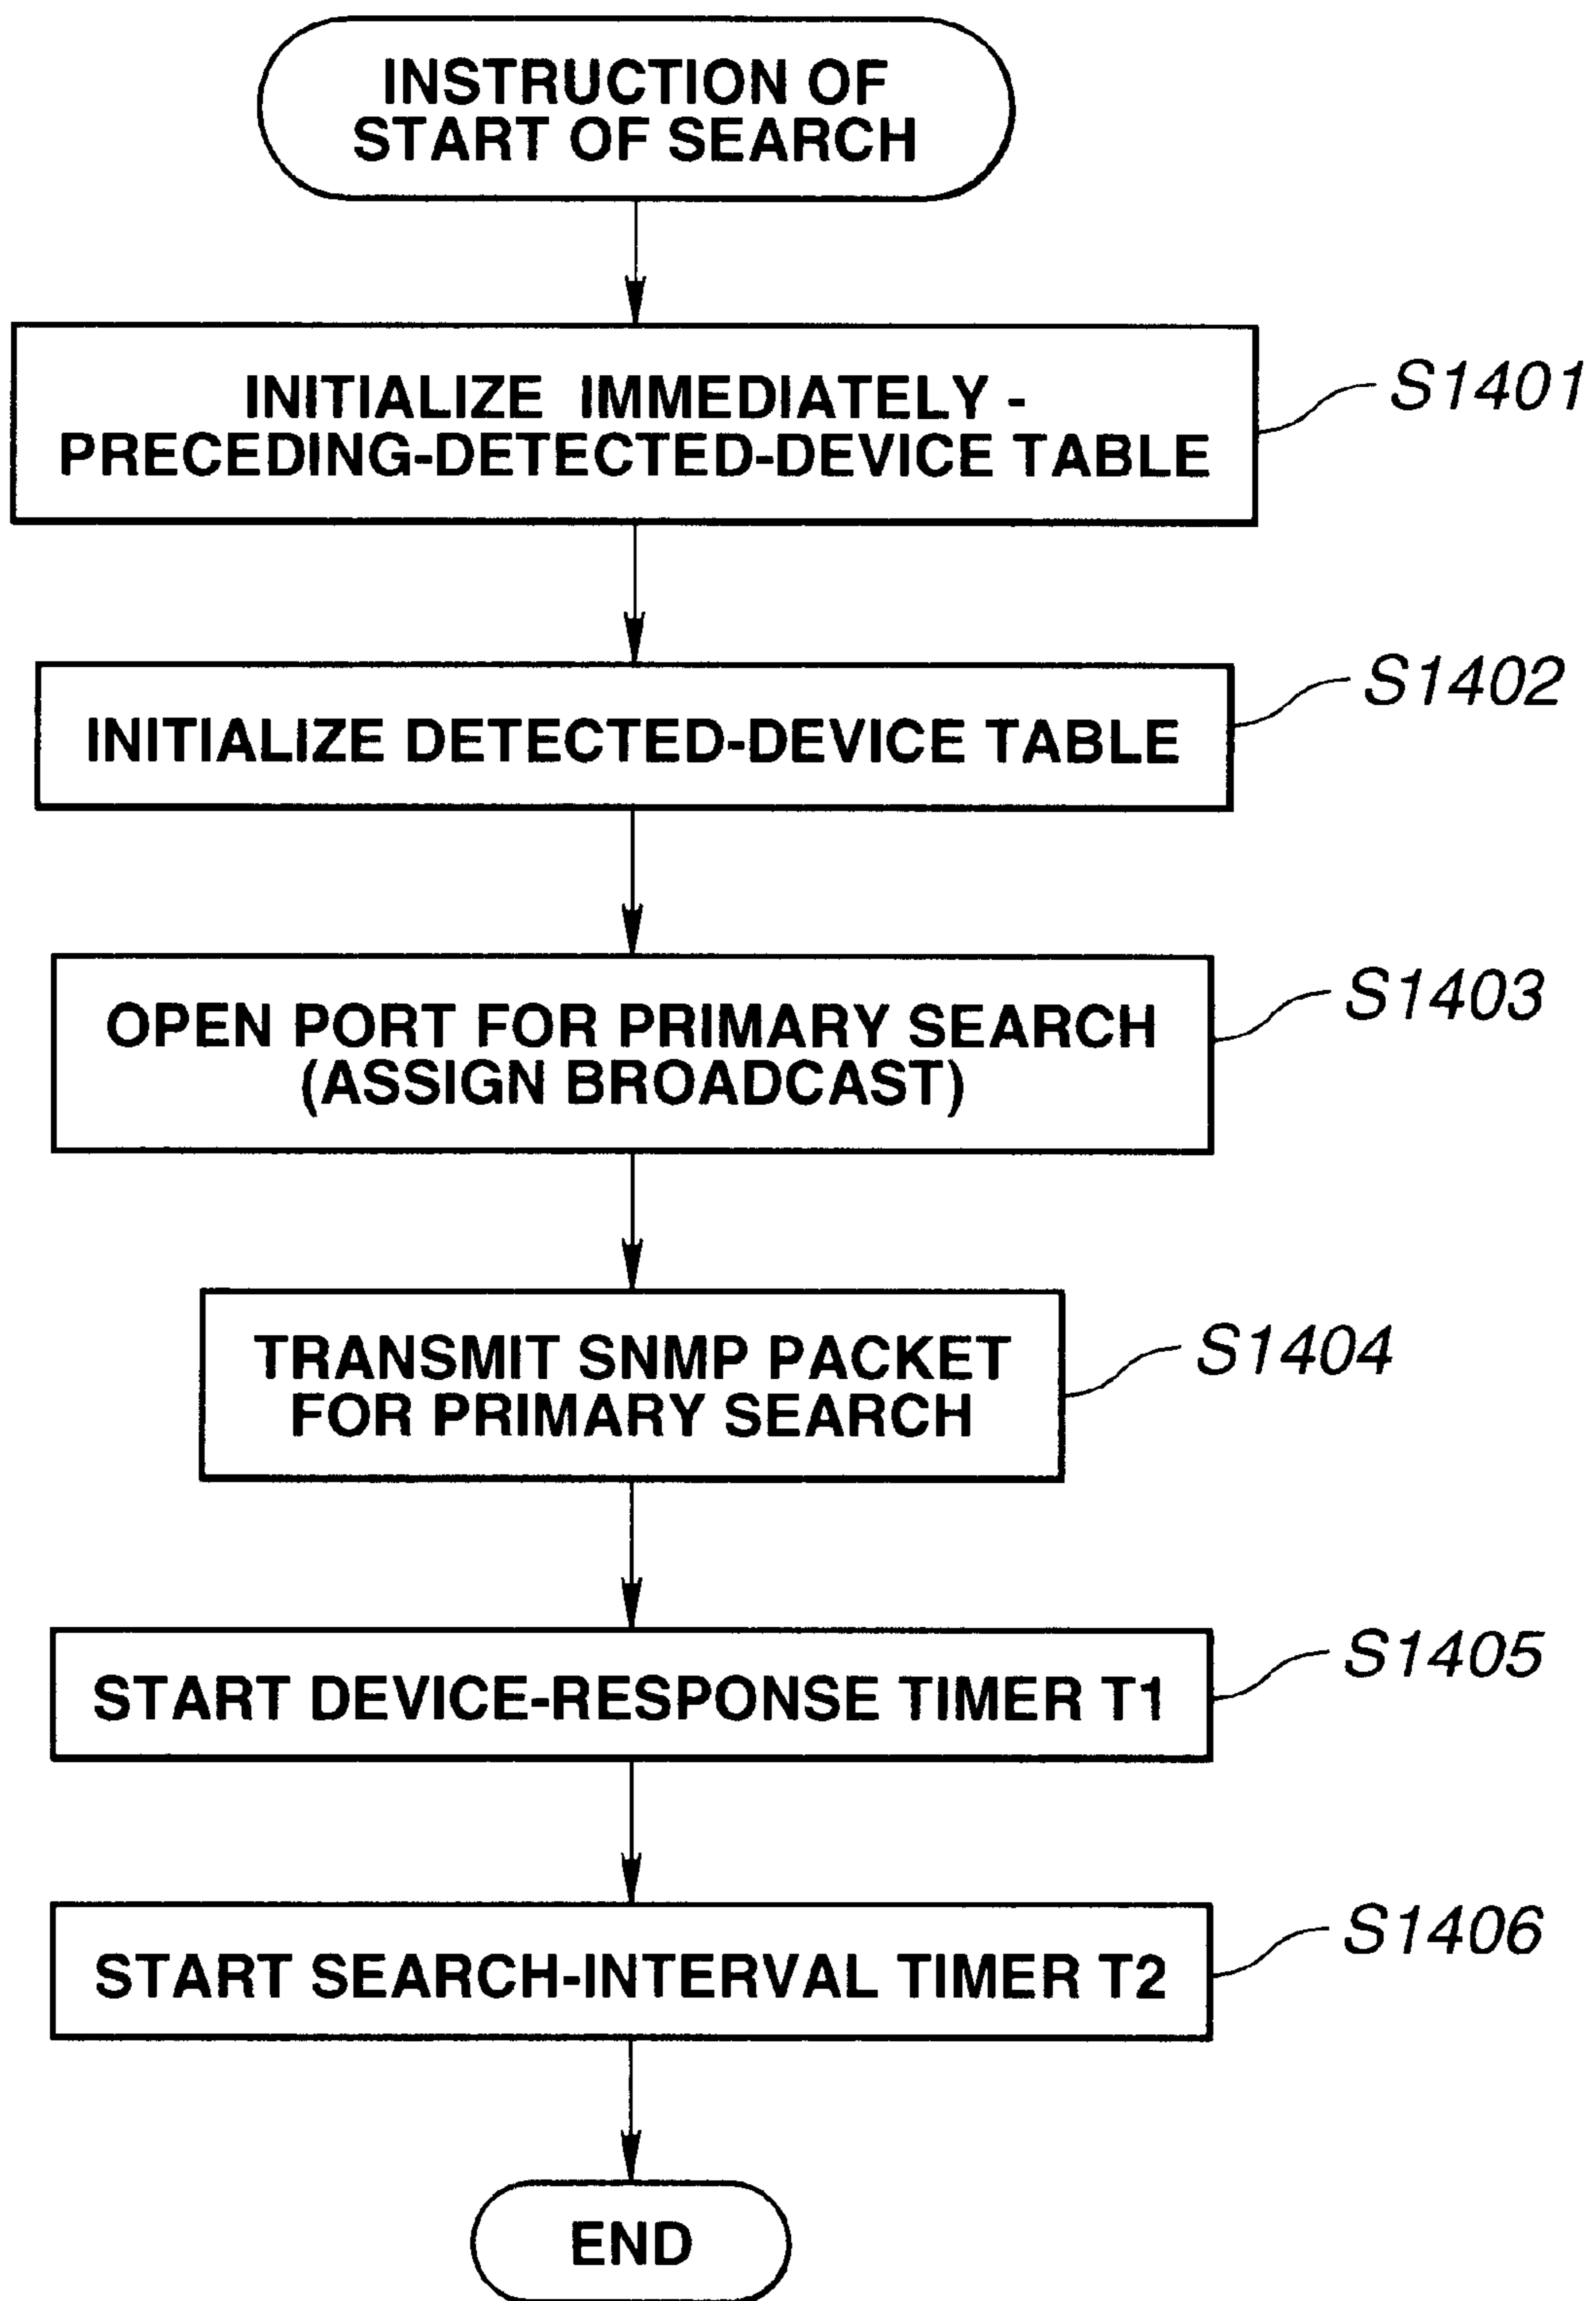 INSTRUCTION OF
START OF SEARCH
INITIALIZE IMMEDIATELY -
PRECEDING-DETECTED-DEVICE TABLE
S1401
INITIALIZE DETECTED-DEVICE TABLE
S1402
OPEN PORT FOR PRIMARY SEARCH
(ASSIGN BROADCAST)
S1403
TRANSMIT SNMP PACKET
FOR PRIMARY SEARCH
S1404
START DEVICE-RESPONSE TIMER T1
S1405
START SEARCH-INTERVAL TIMER T2
S1406
END